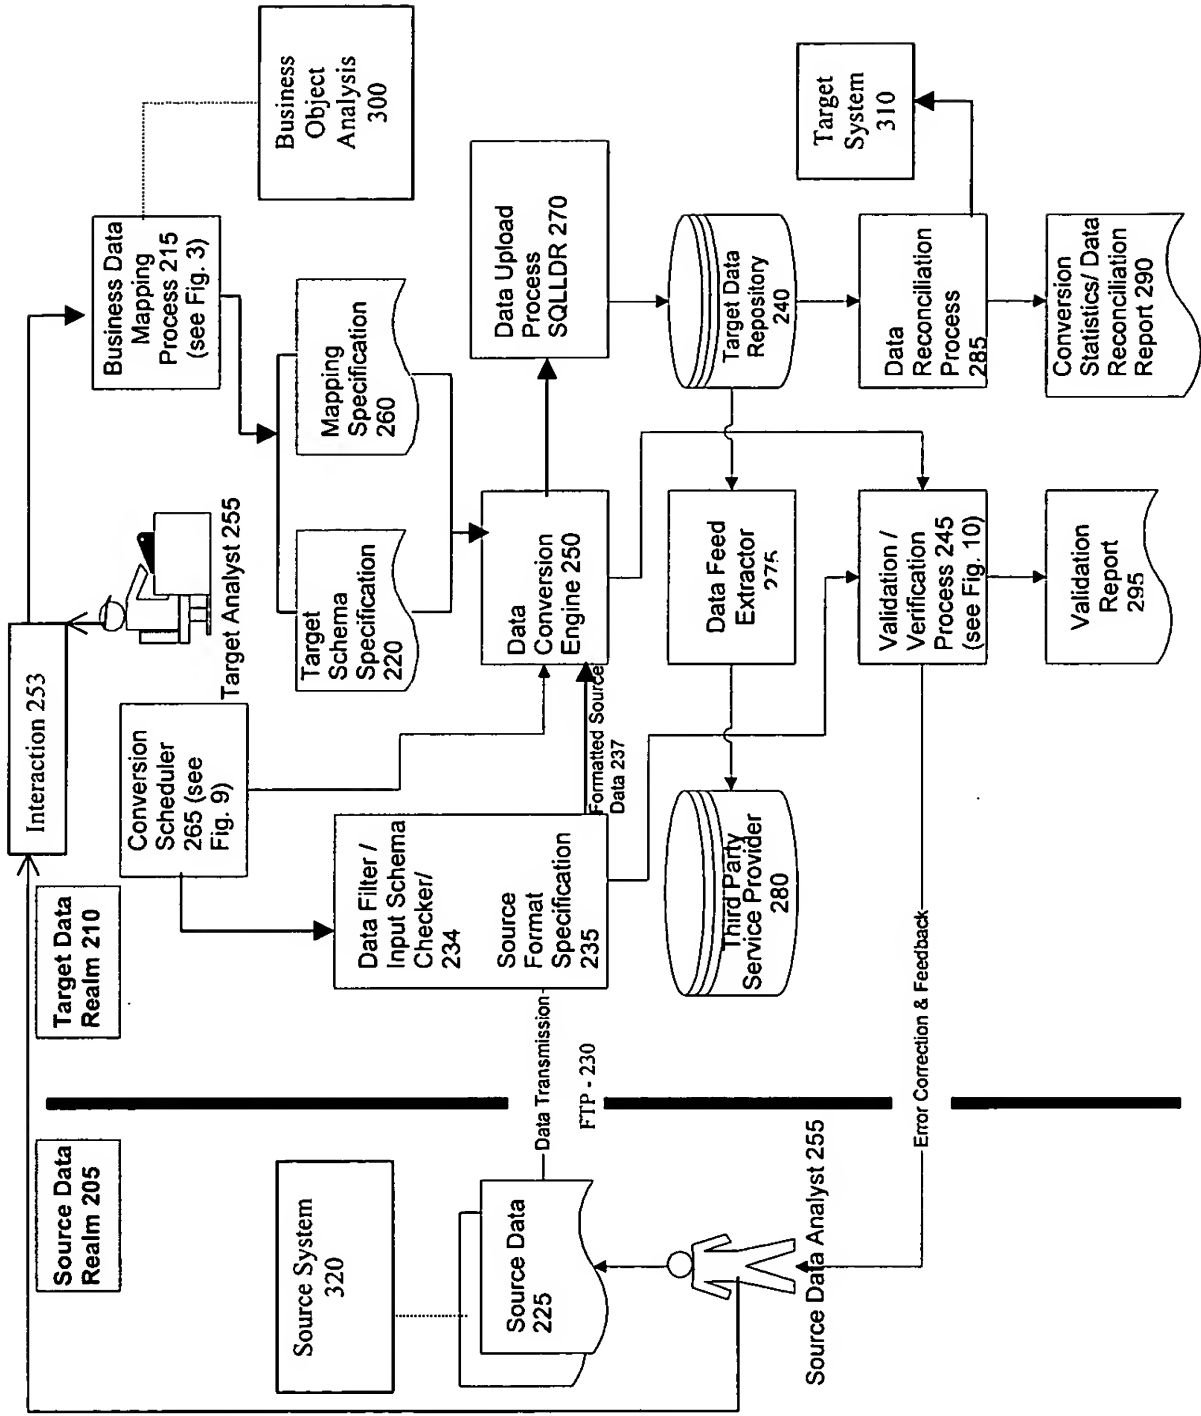 Source Data
Realm 205
Target Data
Realm 210
Interaction 253
Source System
320
Conversion
Scheduler
265 (see
Fig. 9)
Target Analyst 255
Business Data
Mapping
Process 215
(see Fig. 3)
Business
Object
Analysis
300
Source Data
225
Data Transmission
FTP - 230
Data Filter /
Input Schema
Checker/
234
Source
Format
Specification
235
Formatted Source
Data 237
Target
Schema
Specification
220
Mapping
Specification
260
Data
Conversion
Engine 250
Data Upload
Process
SQLLDR 270
Source Data Analyst 255
Third Party
Service Provider
280
Data Feed
Extractor
275
Target Data
Repository
240
Target
System
310
Error Correction & Feedback
Validation /
Verification
Process 245
(see Fig. 10)
Data
Reconciliation
Process
285
Validation
Report
295
Conversion
Statistics/ Data
Reconciliation
Report 290